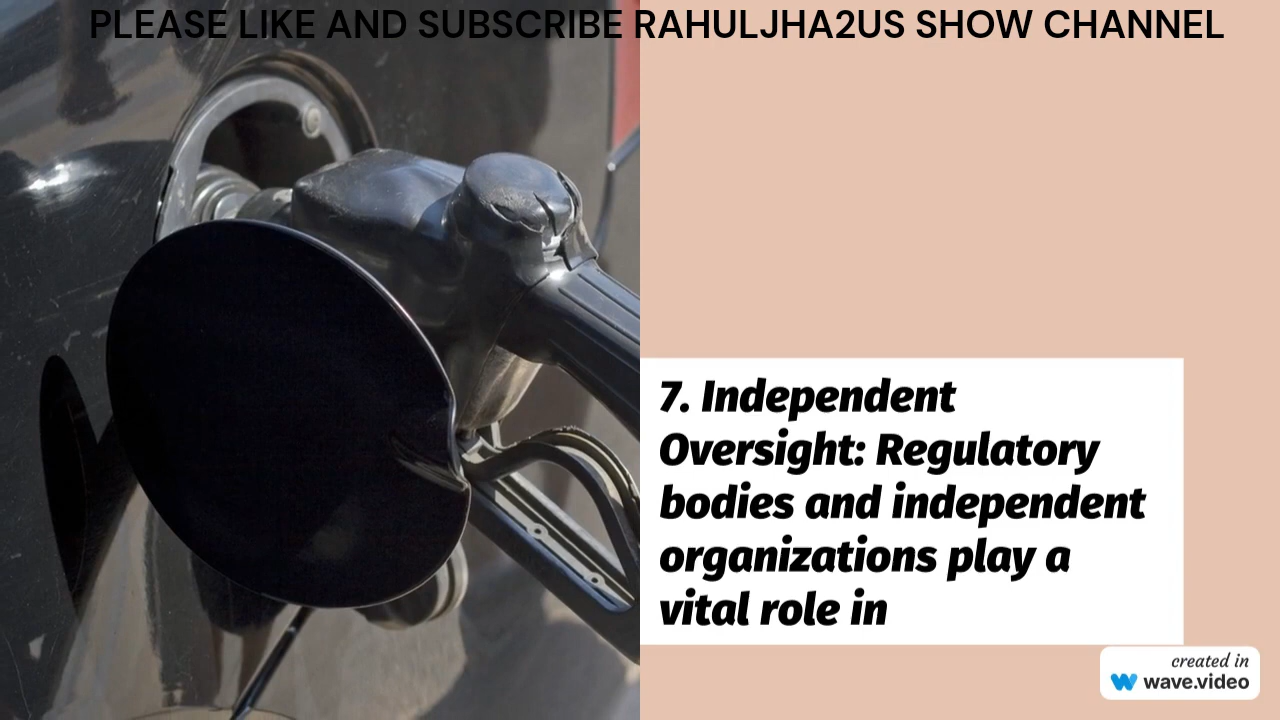 PLEASE LIKE AND SUBSCRIBE RAHULJHA2US SHOW CHANNEL
7. Independent
Oversight: Regulatory
bodies and independent
organizations play a
vital role in
created in
wave.video